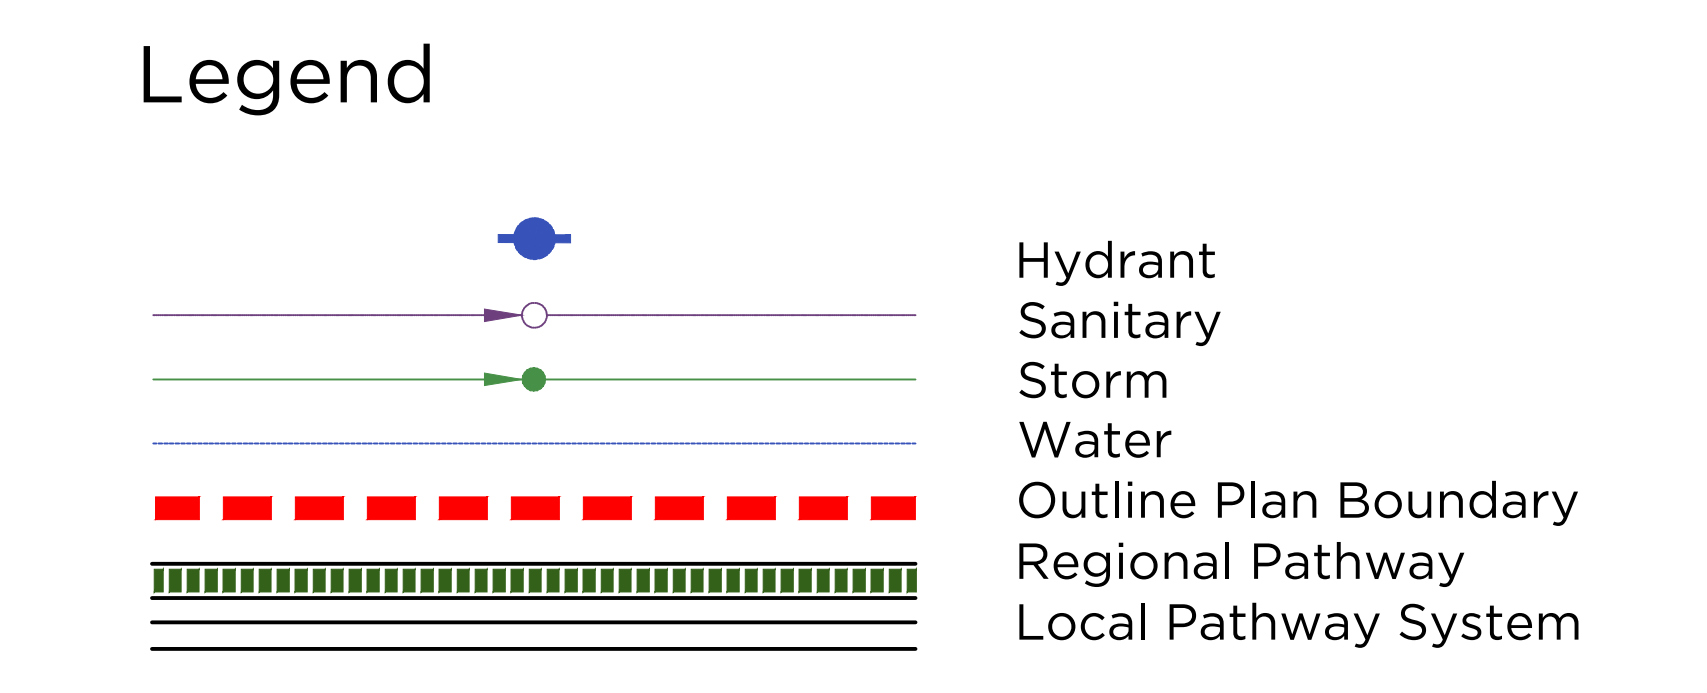 Legend
Hydrant
Sanitary
Storm
Water
Outline Plan Boundary
Regional Pathway
Local Pathway System